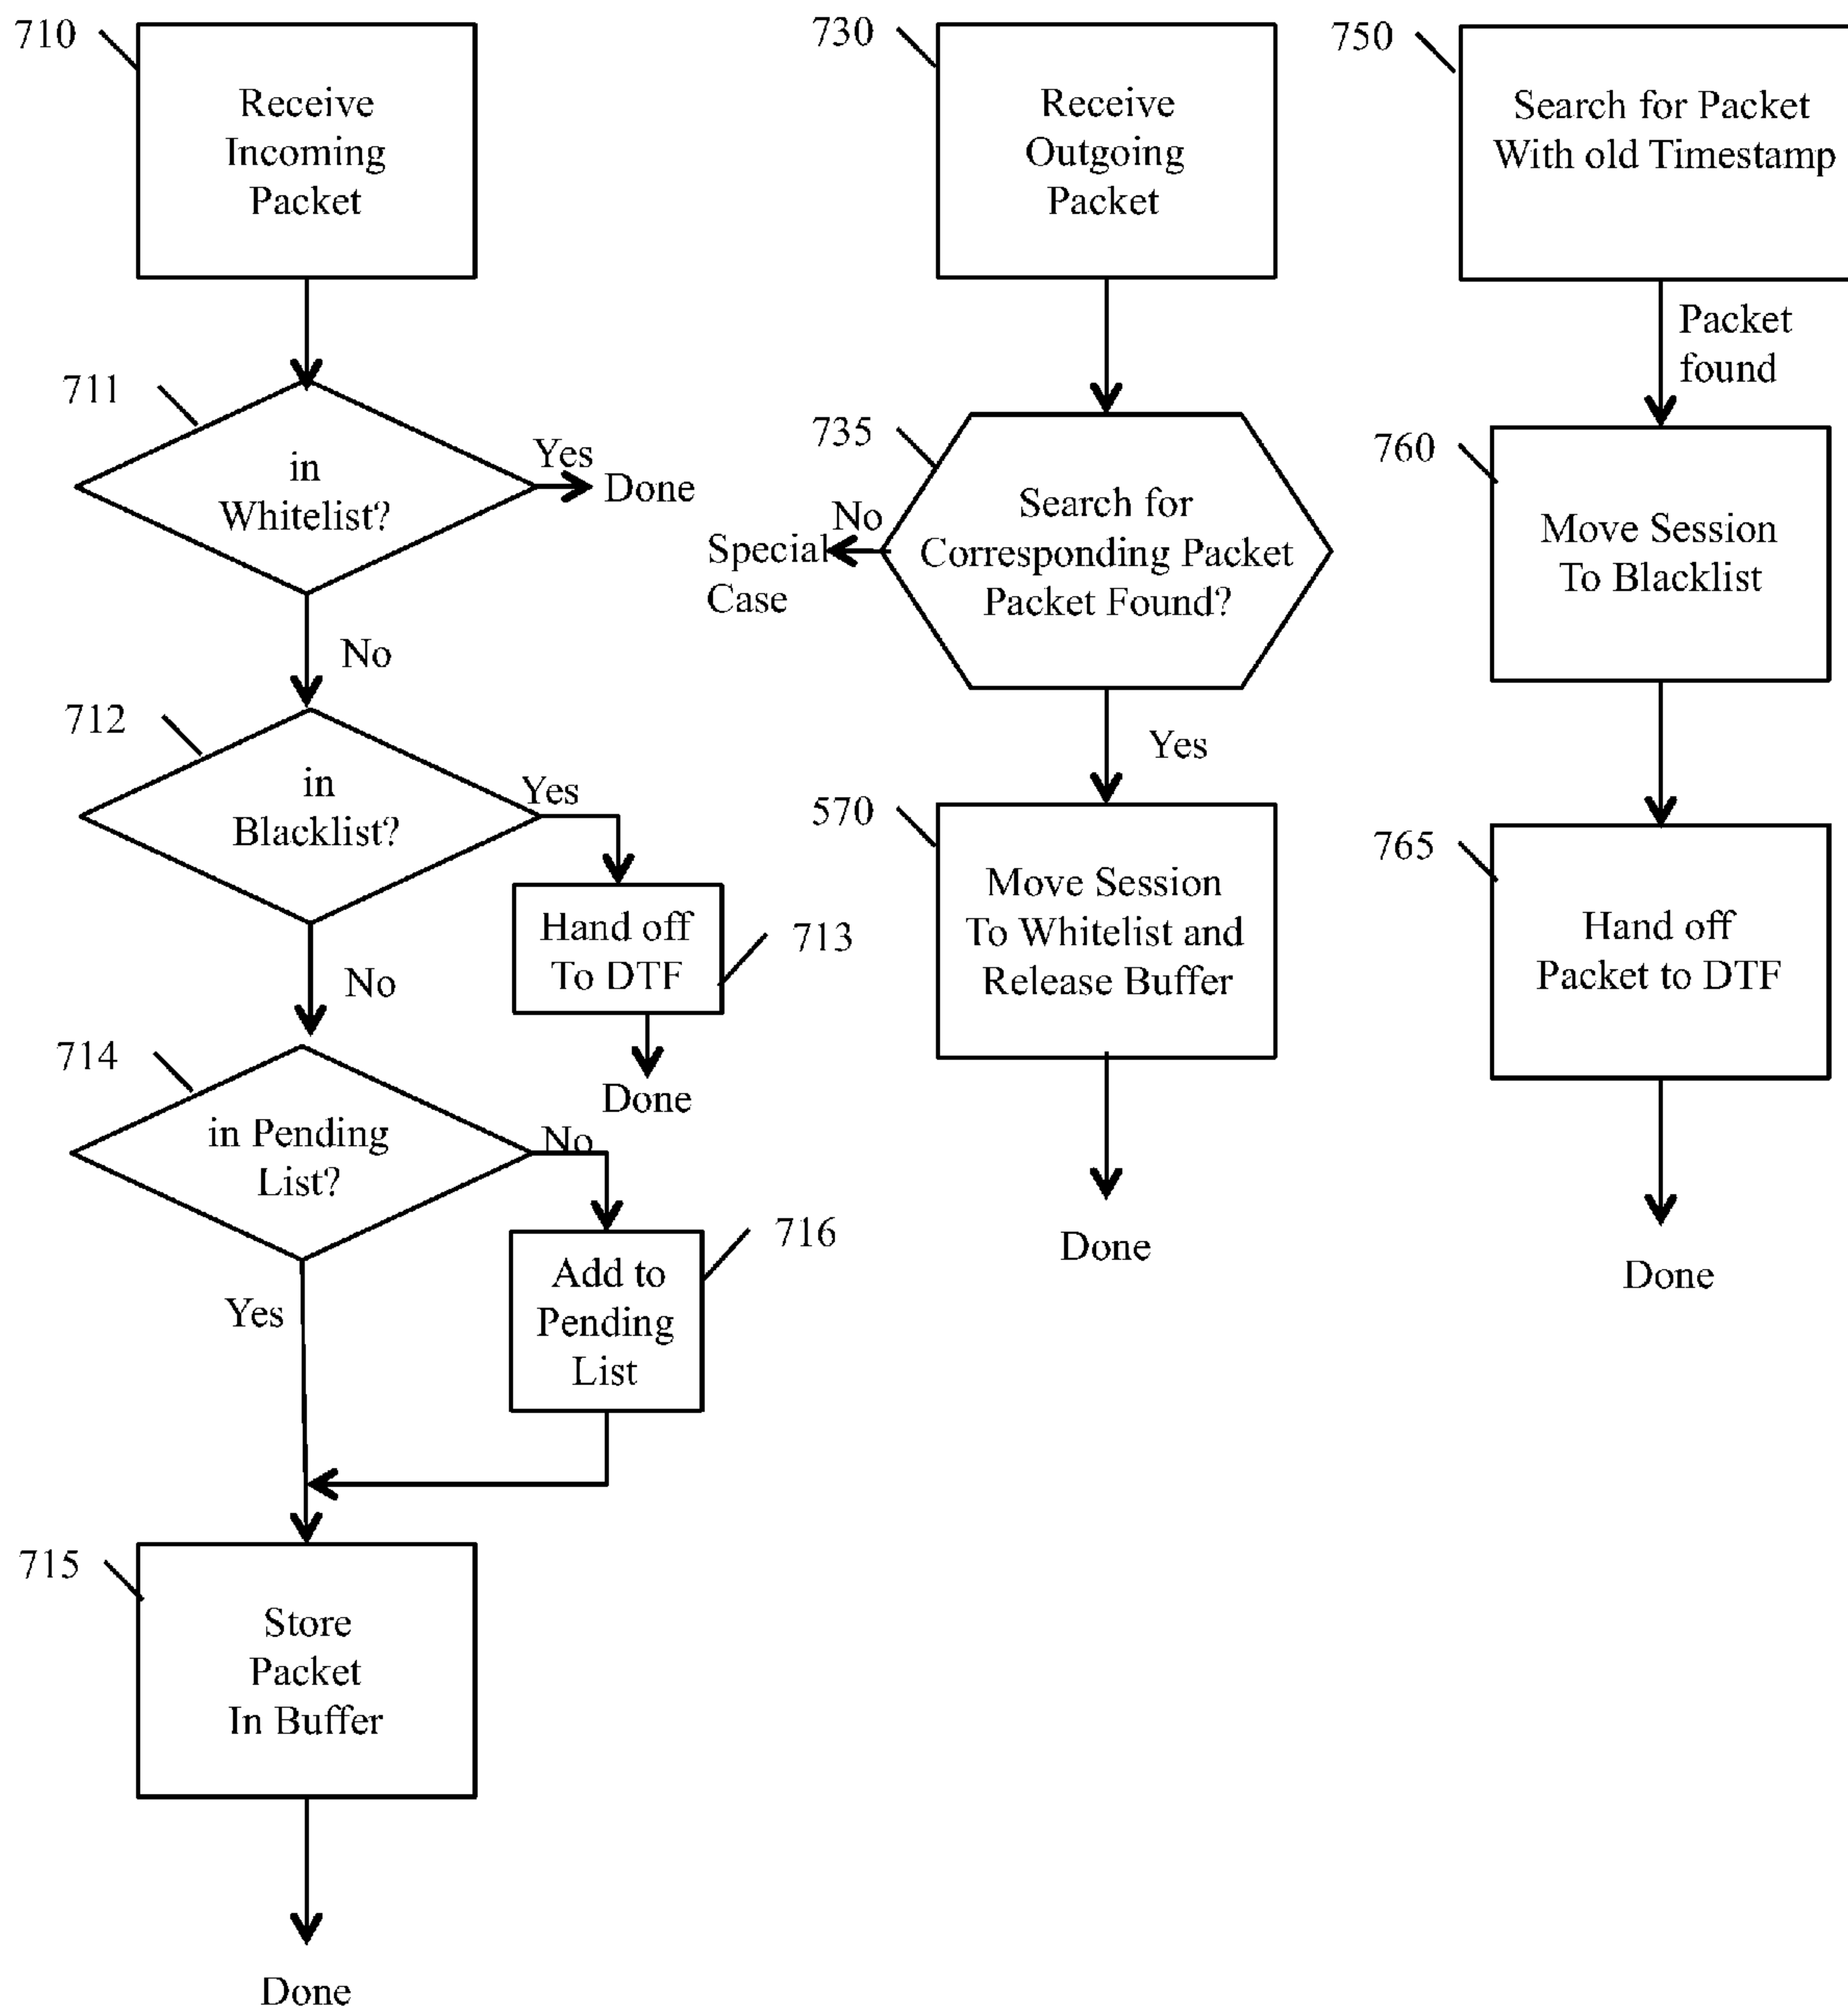 710
Receive
Incoming
Packet
711
in
Whitelist?
Yes
Done
No
712
in
Blacklist?
Yes
Hand off
To DTF
713
Done
No
714
in Pending
List?
No
Add to
Pending
List
716
Yes
715
Store
Packet
In Buffer
Done
730
Receive
Outgoing
Packet
735
Search for
Corresponding Packet
Packet Found?
No
Special
Case
Yes
570
Move Session
To Whitelist and
Release Buffer
Done
750
Search for Packet
With old Timestamp
Packet
found
760
Move Session
To Blacklist
765
Hand off
Packet to DTF
Done